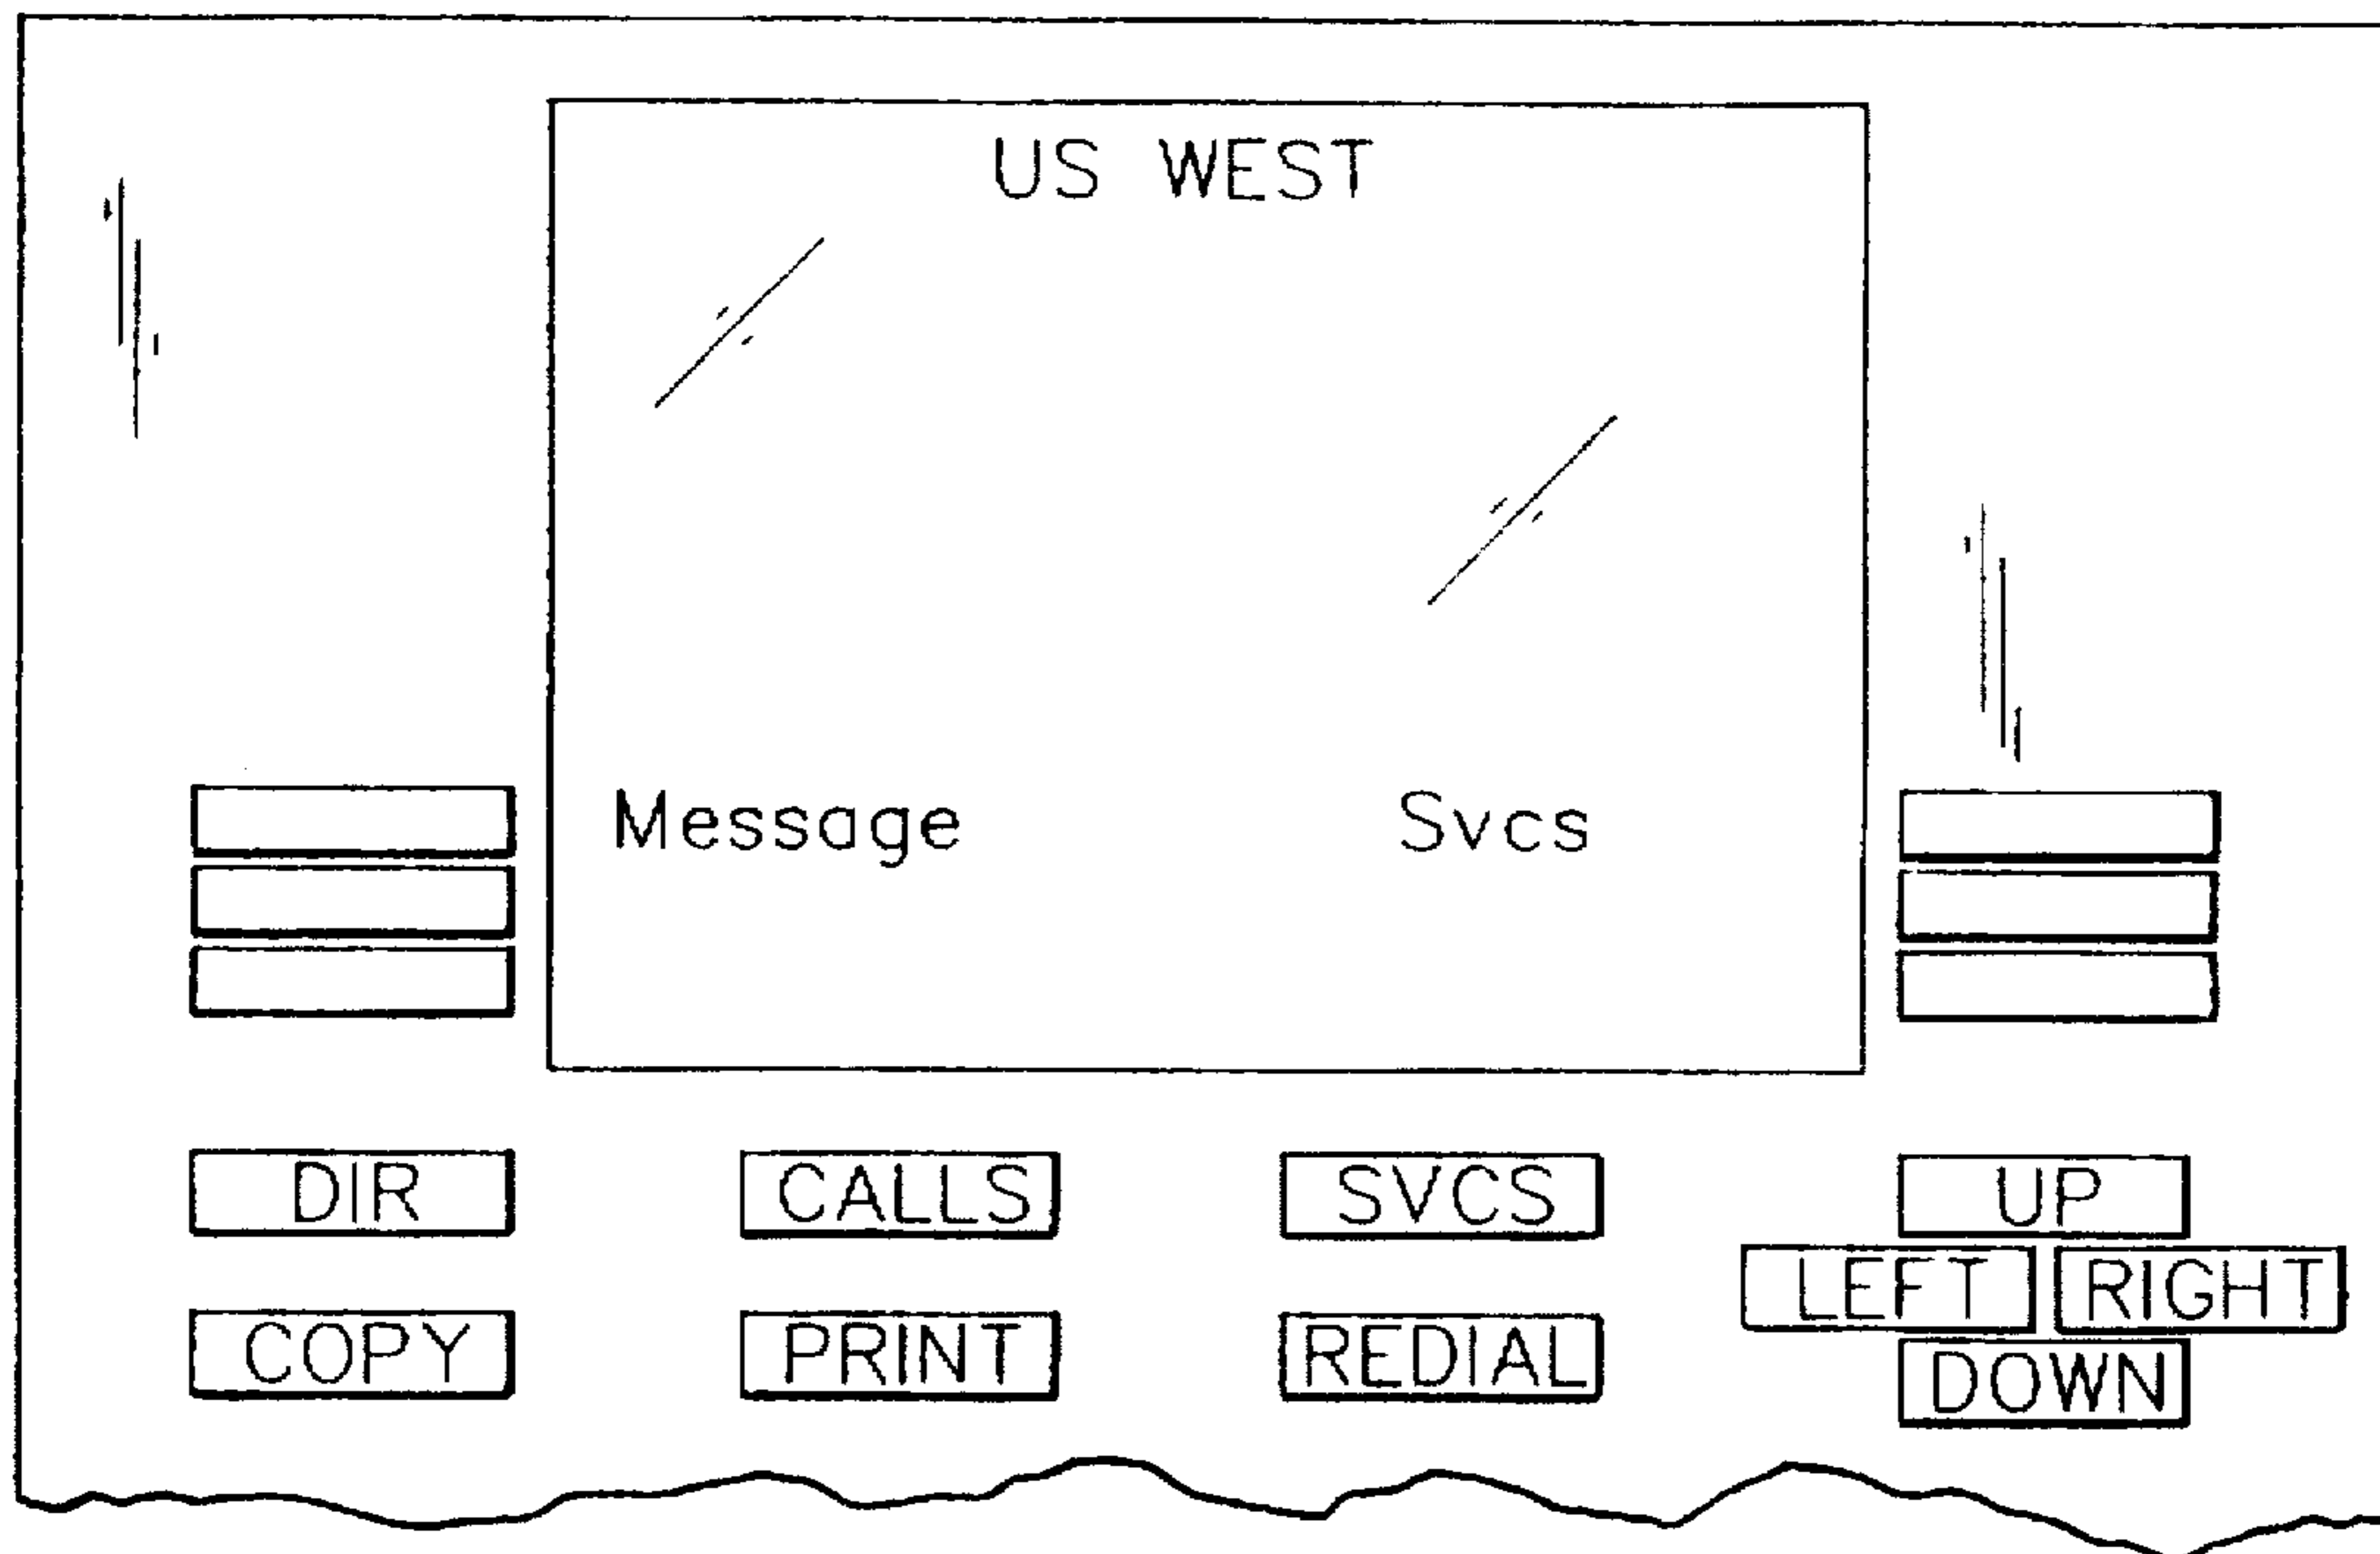 US WEST
Message Svcs
DIR CALLS SVCS UP
LEFT RIGHT
COPY PRINT REDIAL DOWN